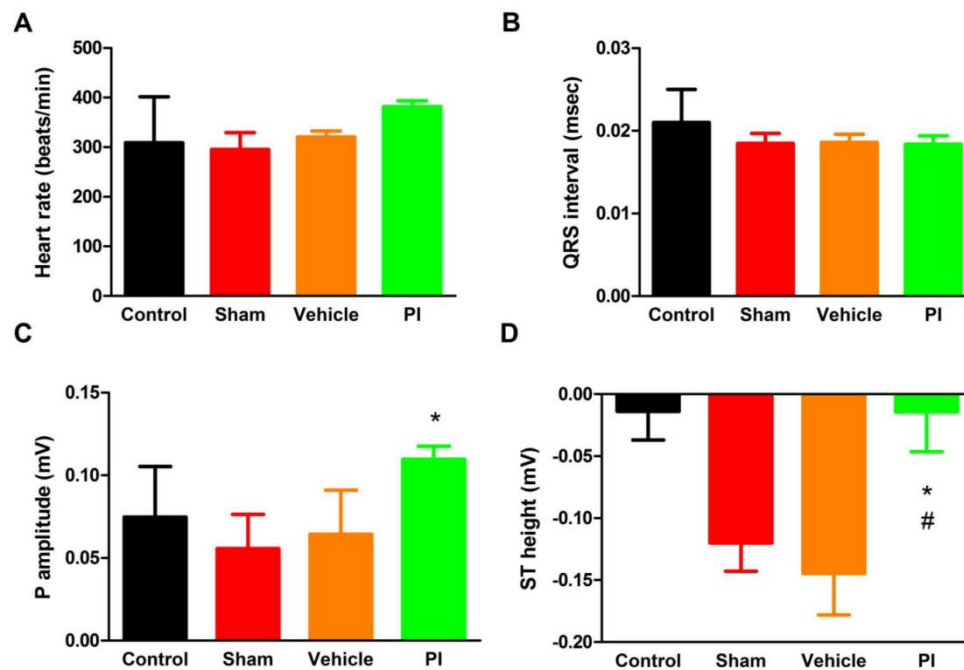 A
Heart rate (beats/min)
500
400
300
200
100
0
Control Sham Vehicle PI
B
QRS interval (msec)
0.03
0.02
0.01
0.00
Control Sham Vehicle PI
C
P amplitude (mV)
0.15
0.10
0.05
0.00
*
Control Sham Vehicle PI
D
ST height (mV)
0.00
-0.05
-0.10
-0.15
-0.20
*
#
Control Sham Vehicle PI